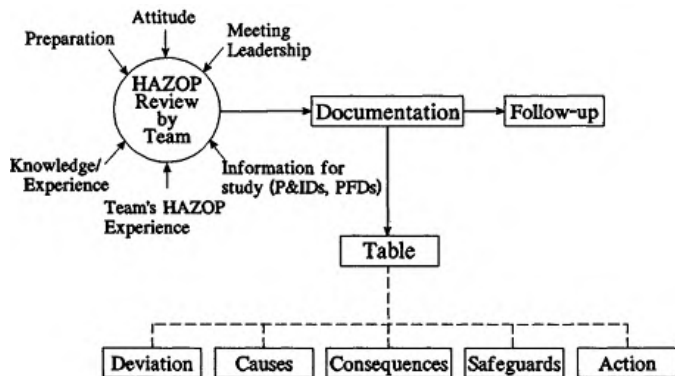 Attitude
Preparation
Meeting
Leadership
HAZOP
Review
by
Team
Documentation
Follow-up
Knowledge/
Experience
Information for
study (P&IDs, PFDs)
Team's HAZOP
Experience
Table
Deviation
Causes
Consequences
Safeguards
Action